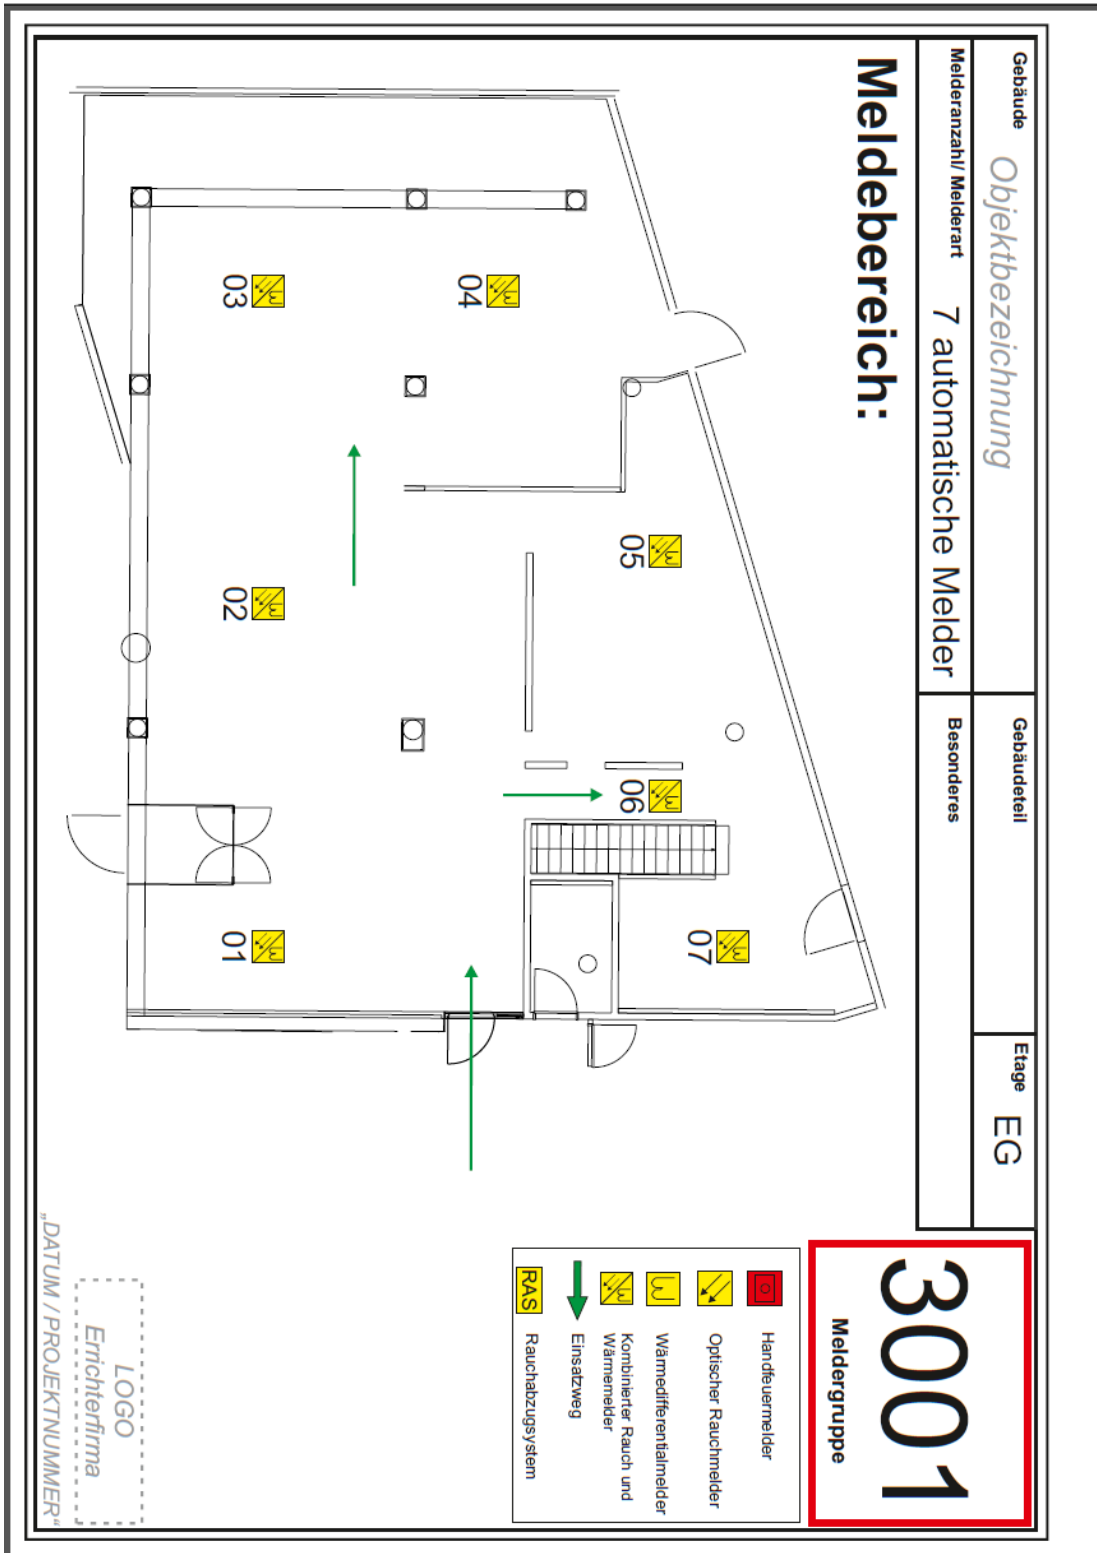 Gebäude Objektbezeichnung
Gebäudeteil
Etage EG
Melderanzahl/ Melderart 7 automatische Melder
Besonderes
3001
Meldergruppe
Meldebereich:
Handfeuermelder
Optischer Rauchmelder
Wärmedifferentialmelder
Kombinierter Rauch und
Wärmemelder
Einsatzweg
RAS Rauchabzugsystem
07
05
06
04
03
02
01
LOGO
Errichterfirma
„DATUM / PROJEKTNUMMER“